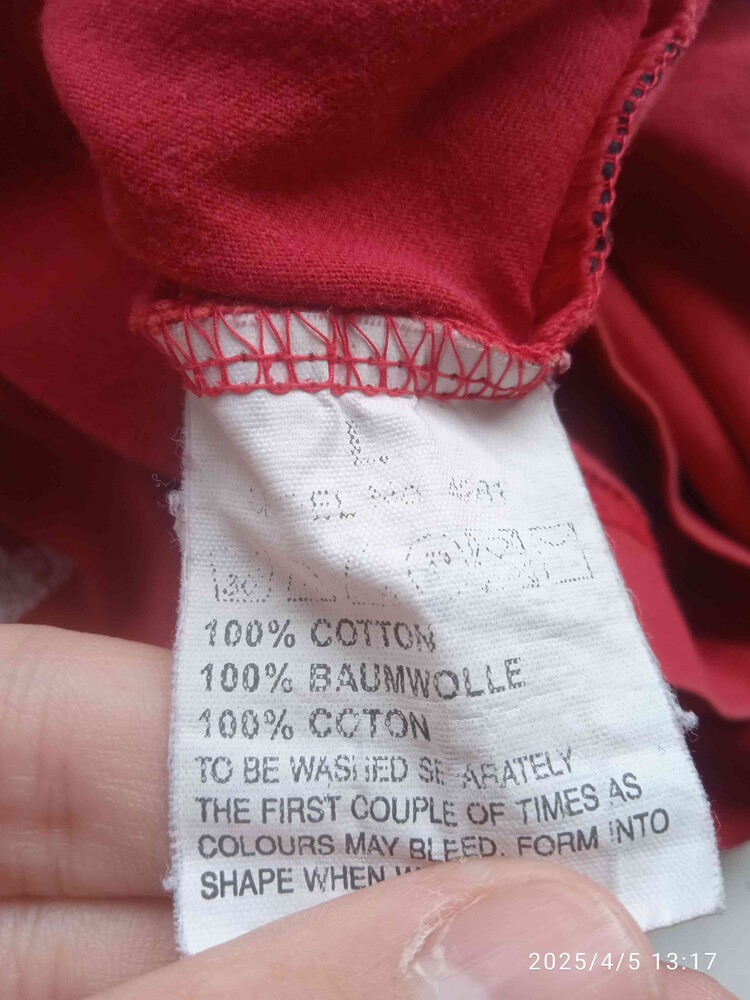 L
100% COTTON
100% BAUMWOLLE
100% COTON
TO BE WASHED SEPARATELY
THE FIRST COUPLE OF TIMES AS
COLOURS MAY BLEED. FORM INTO
SHAPE WHEN
2025/4/5 13:17